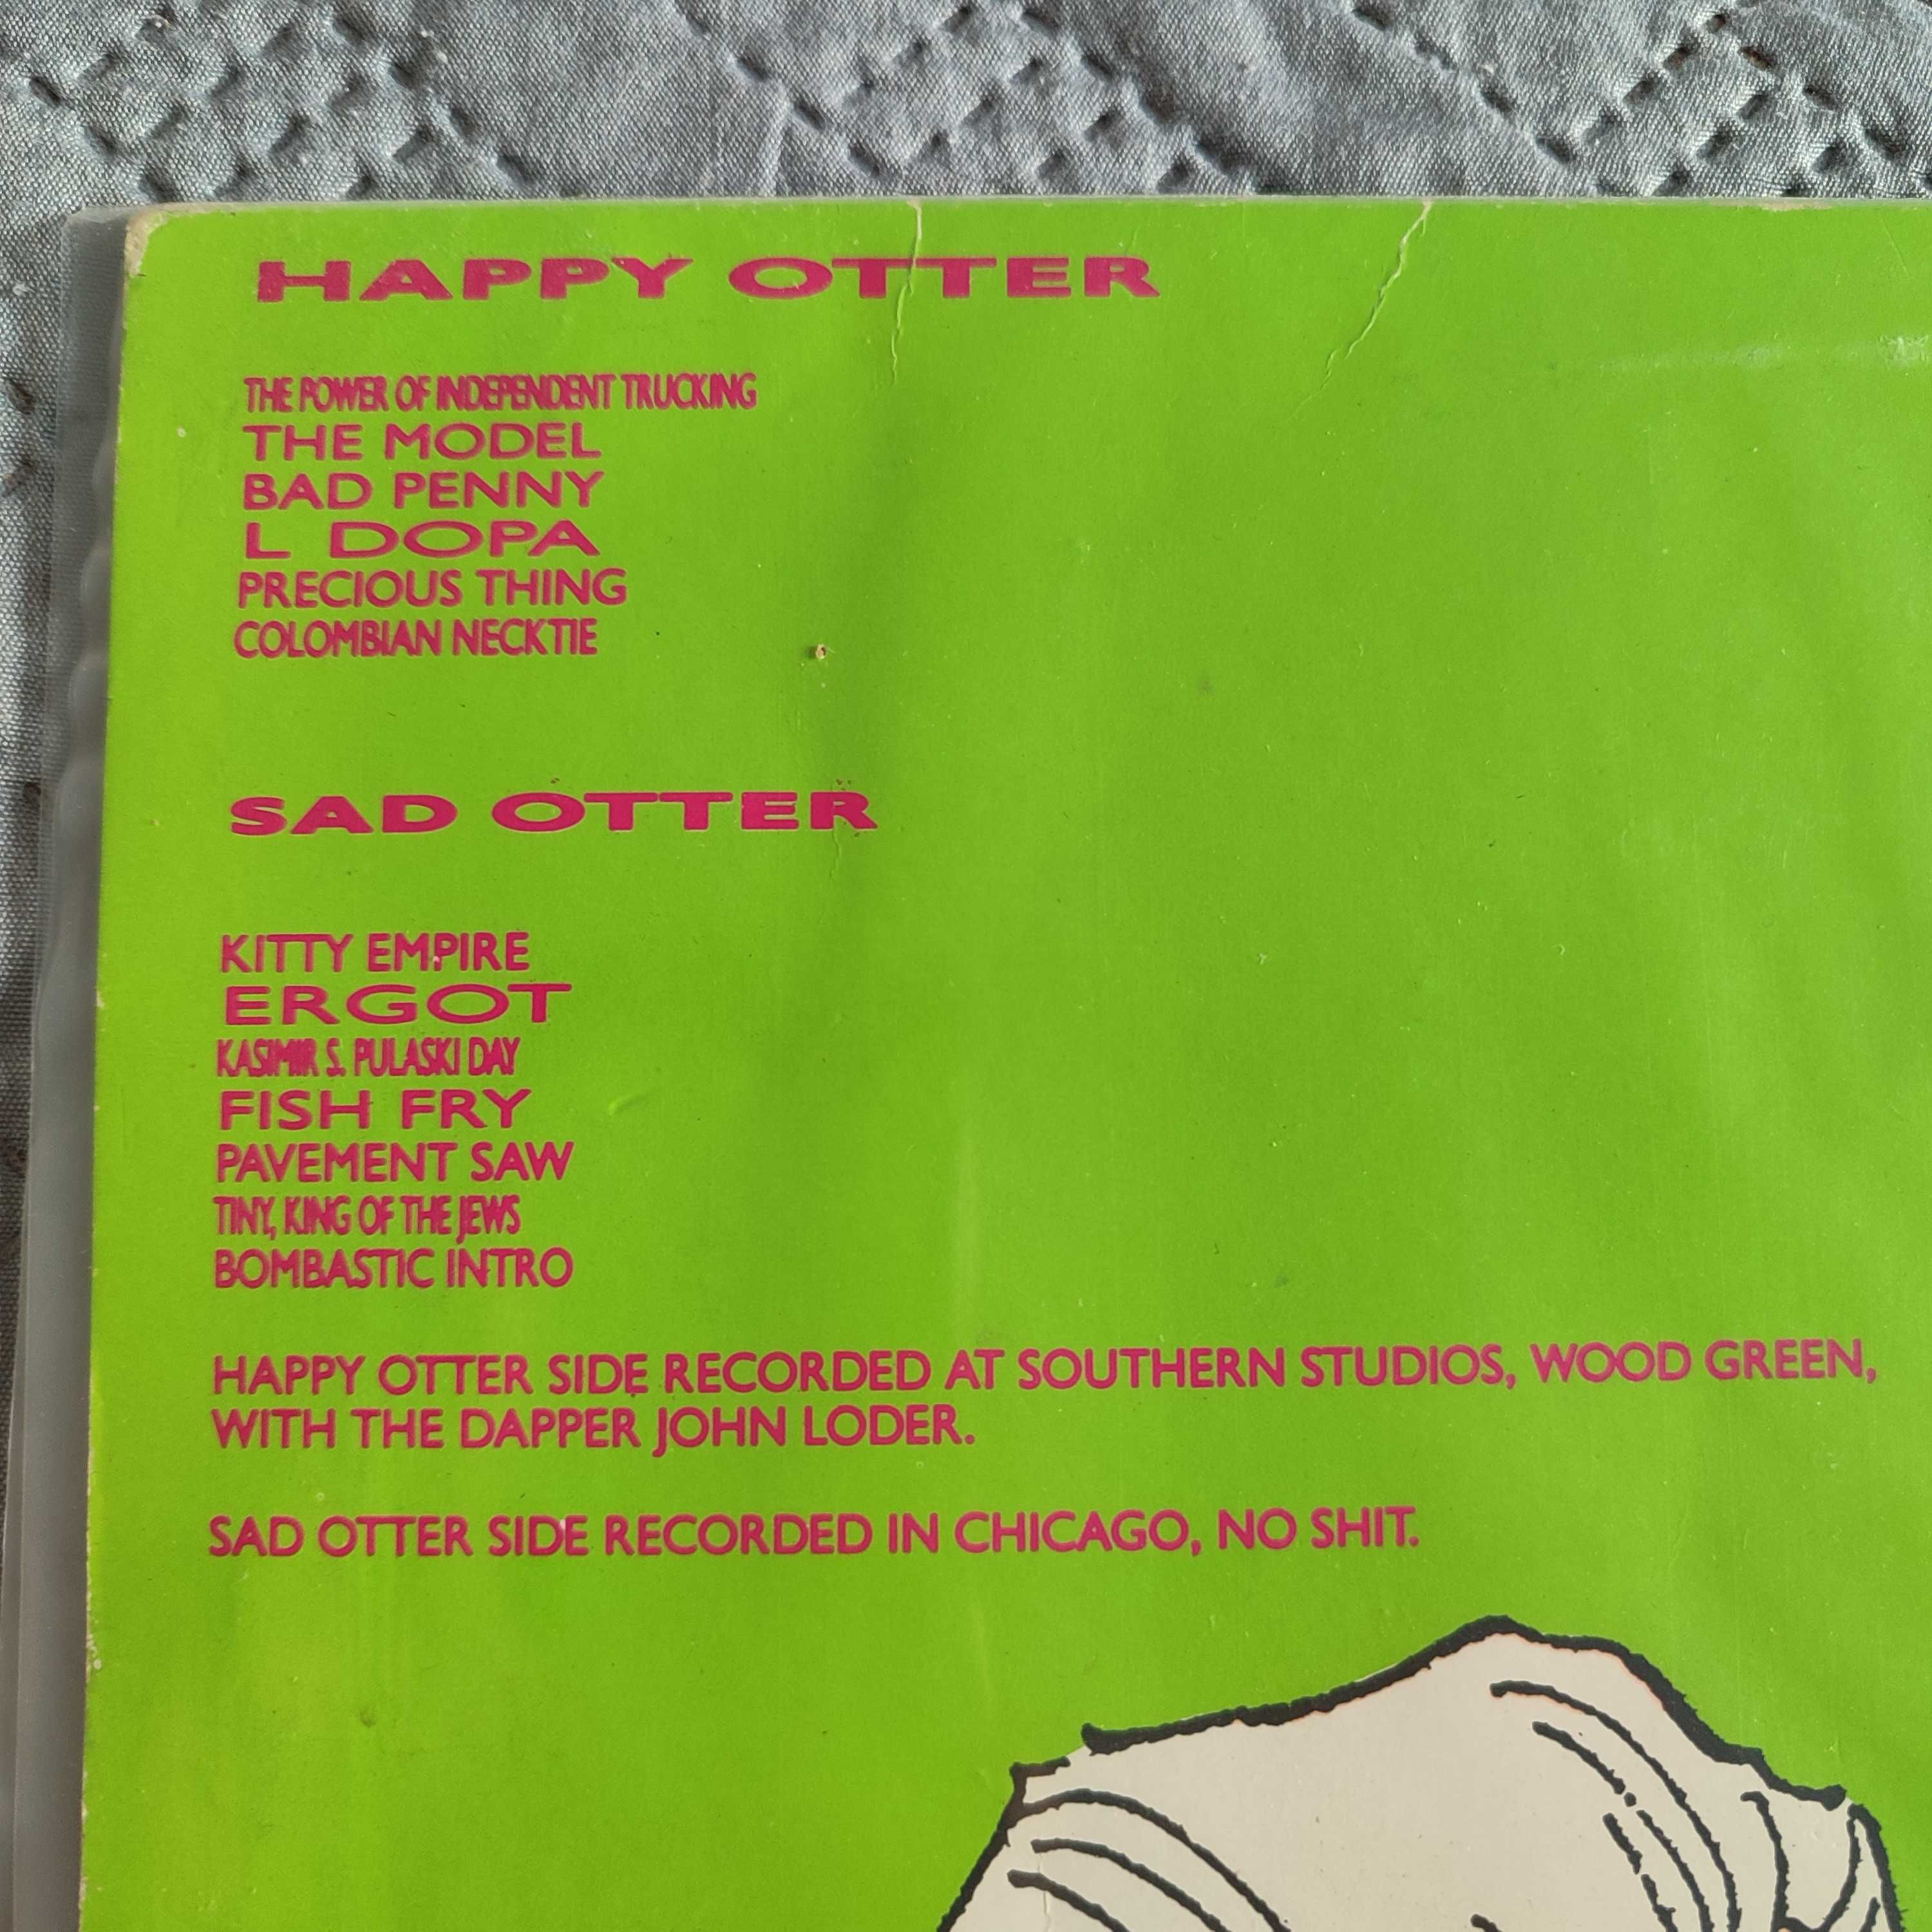 HAPPY OTTER
THE POWER OF INDEPENDENT TRUCKING
THE MODEL
BAD PENNY
L DOPA
PRECIOUS THING
COLOMBIAN NECKTIE
SAD OTTER
KITTY EMPIRE
ERGOT
KASIMIR S. PULASKI DAY
FISH FRY
PAVEMENT SAW
TINY, KING OF THE JEWS
BOMBASTIC INTRO
HAPPY OTTER SIDE RECORDED AT SOUTHERN STUDIOS, WOOD GREEN,
WITH THE DAPPER JOHN LODER.
SAD OTTER SIDE RECORDED IN CHICAGO, NO SHIT.